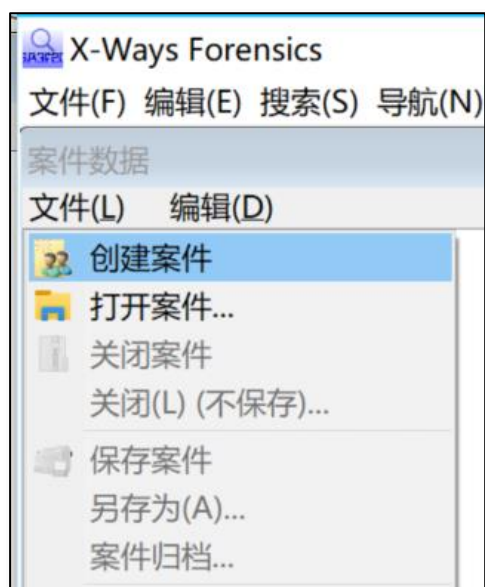 X-Ways Forensics
文件(F) 编辑(E) 搜索(S) 导航(N)
案件数据
文件(L) 编辑(D)
创建案件
打开案件...
关闭案件
关闭(L) (不保存)...
保存案件
另存为(A)...
案件归档...